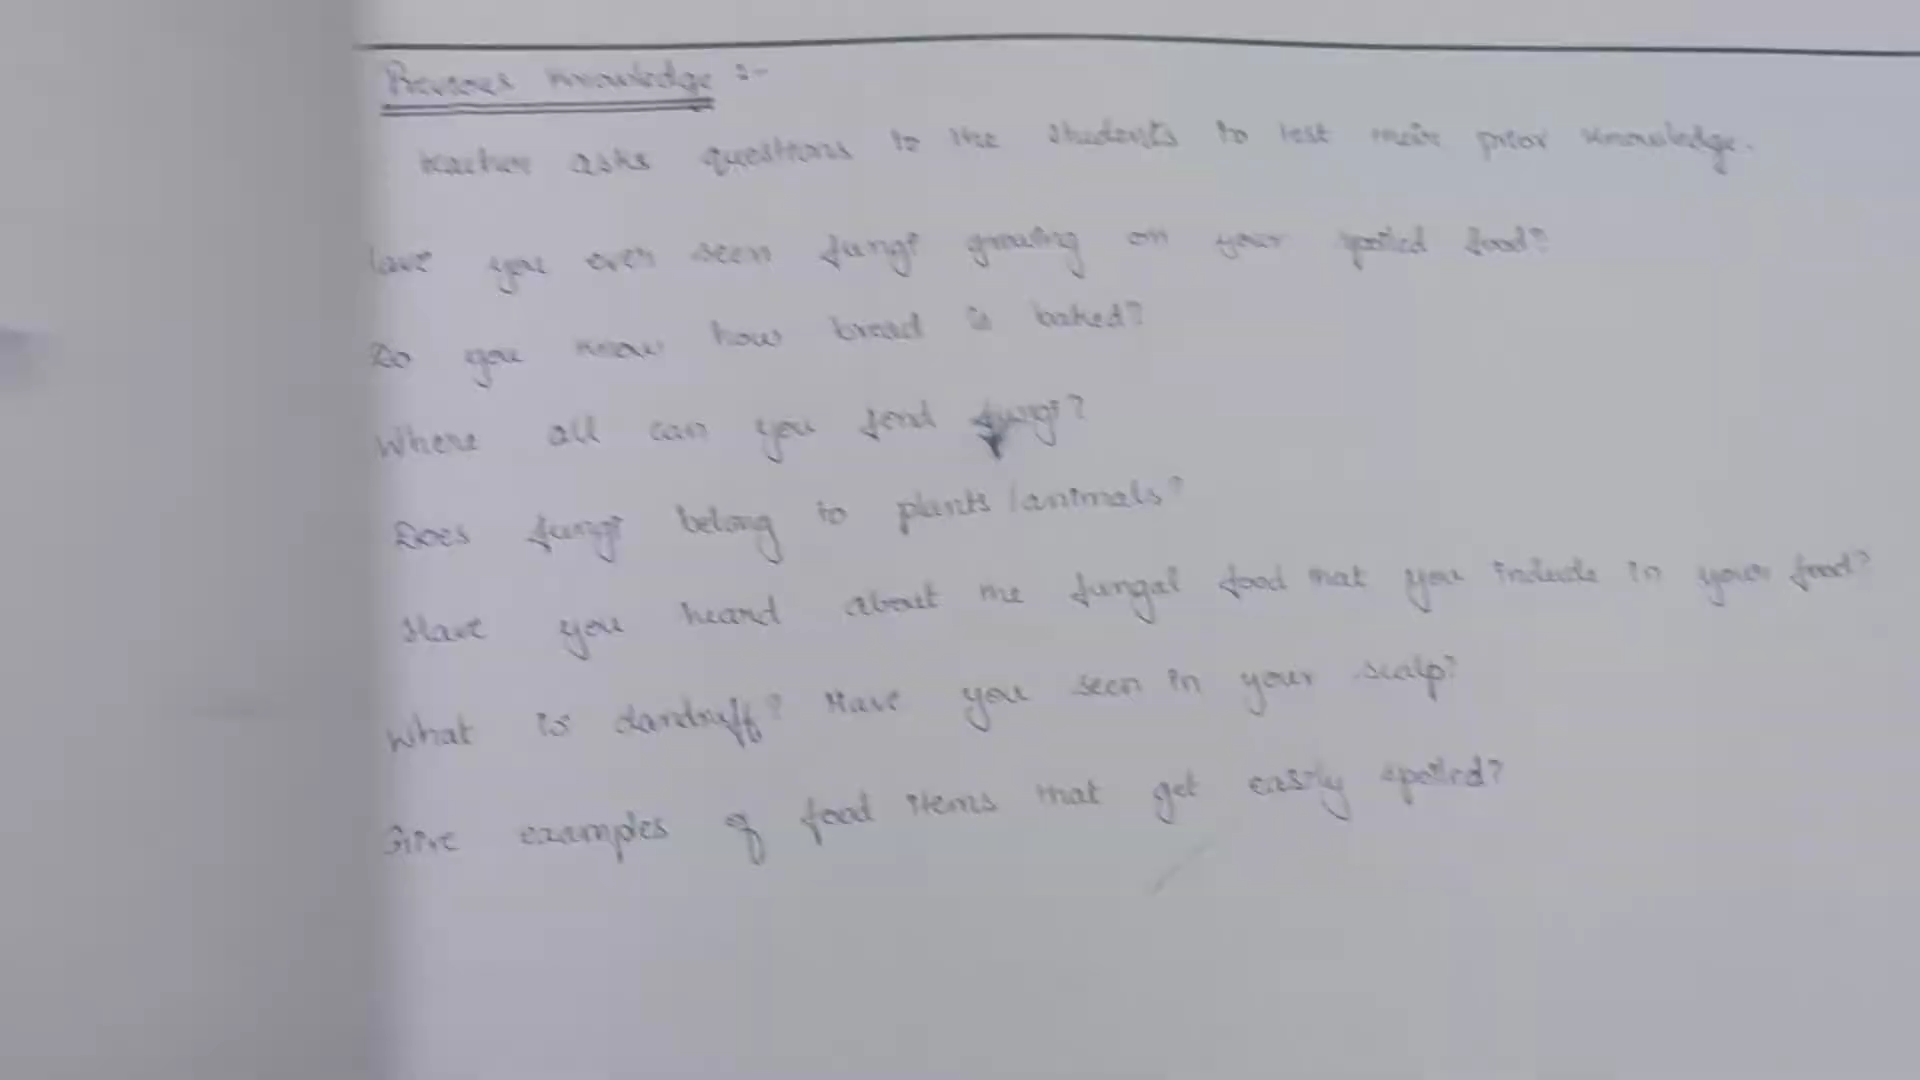 Previous Knowledge :-
teacher asks questions to the students to test their prior knowledge.
Have you ever seen fungi growing on your spoiled food?
Do you know how bread is baked?
Where all can you find fungi?
Does fungi belong to plants/animals?
Have you heard about the fungal food that you include in your food?
What is dandruff? Have you seen in your scalp?
Give examples of food items that get easily spoiled?